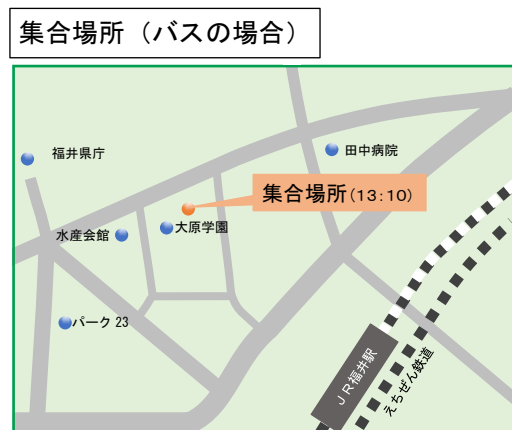 集合場所（バスの場合）
福井県庁
田中病院
集合場所(13:10)
水産会館
大原学園
パーク 23
ＪＲ福井駅
えちぜん鉄道